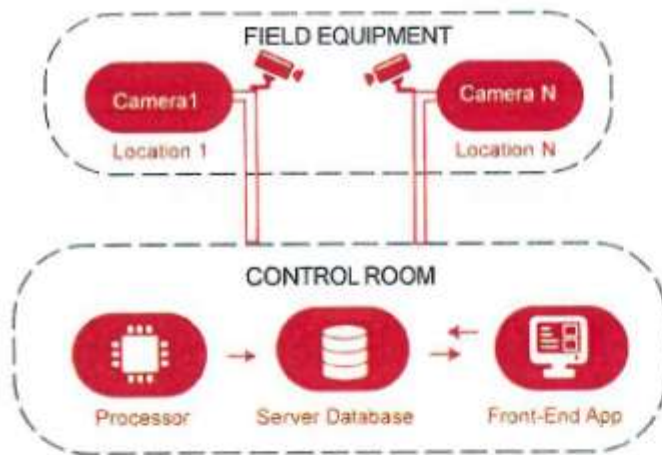 FIELD EQUIPMENT
Camera1
Camera N
Location 1
Location N
CONTROL ROOM
Processor
Server Database
Front-End App